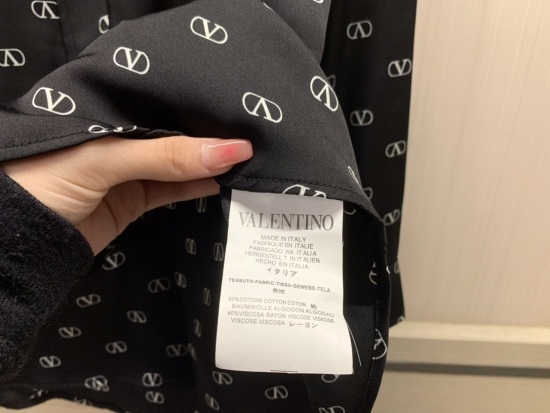 VALENTINO
MADE IN ITALY
FABRIQUE EN ITALIE
FABRICADO NA ITALIA
HERGESTELLT IN ITALIEN
HECHO EN ITALIA
イタリア
TESSUTO-FABRIC-TISSU-GEWEBE-TELA
60%COTONE COTTON COTON 綿
BAUMWOLLE ALGODON ALGODAO
40%VISCOSA RAYON VISCOSE VISKOSE
VISCOSE VISCOSA レーヨン